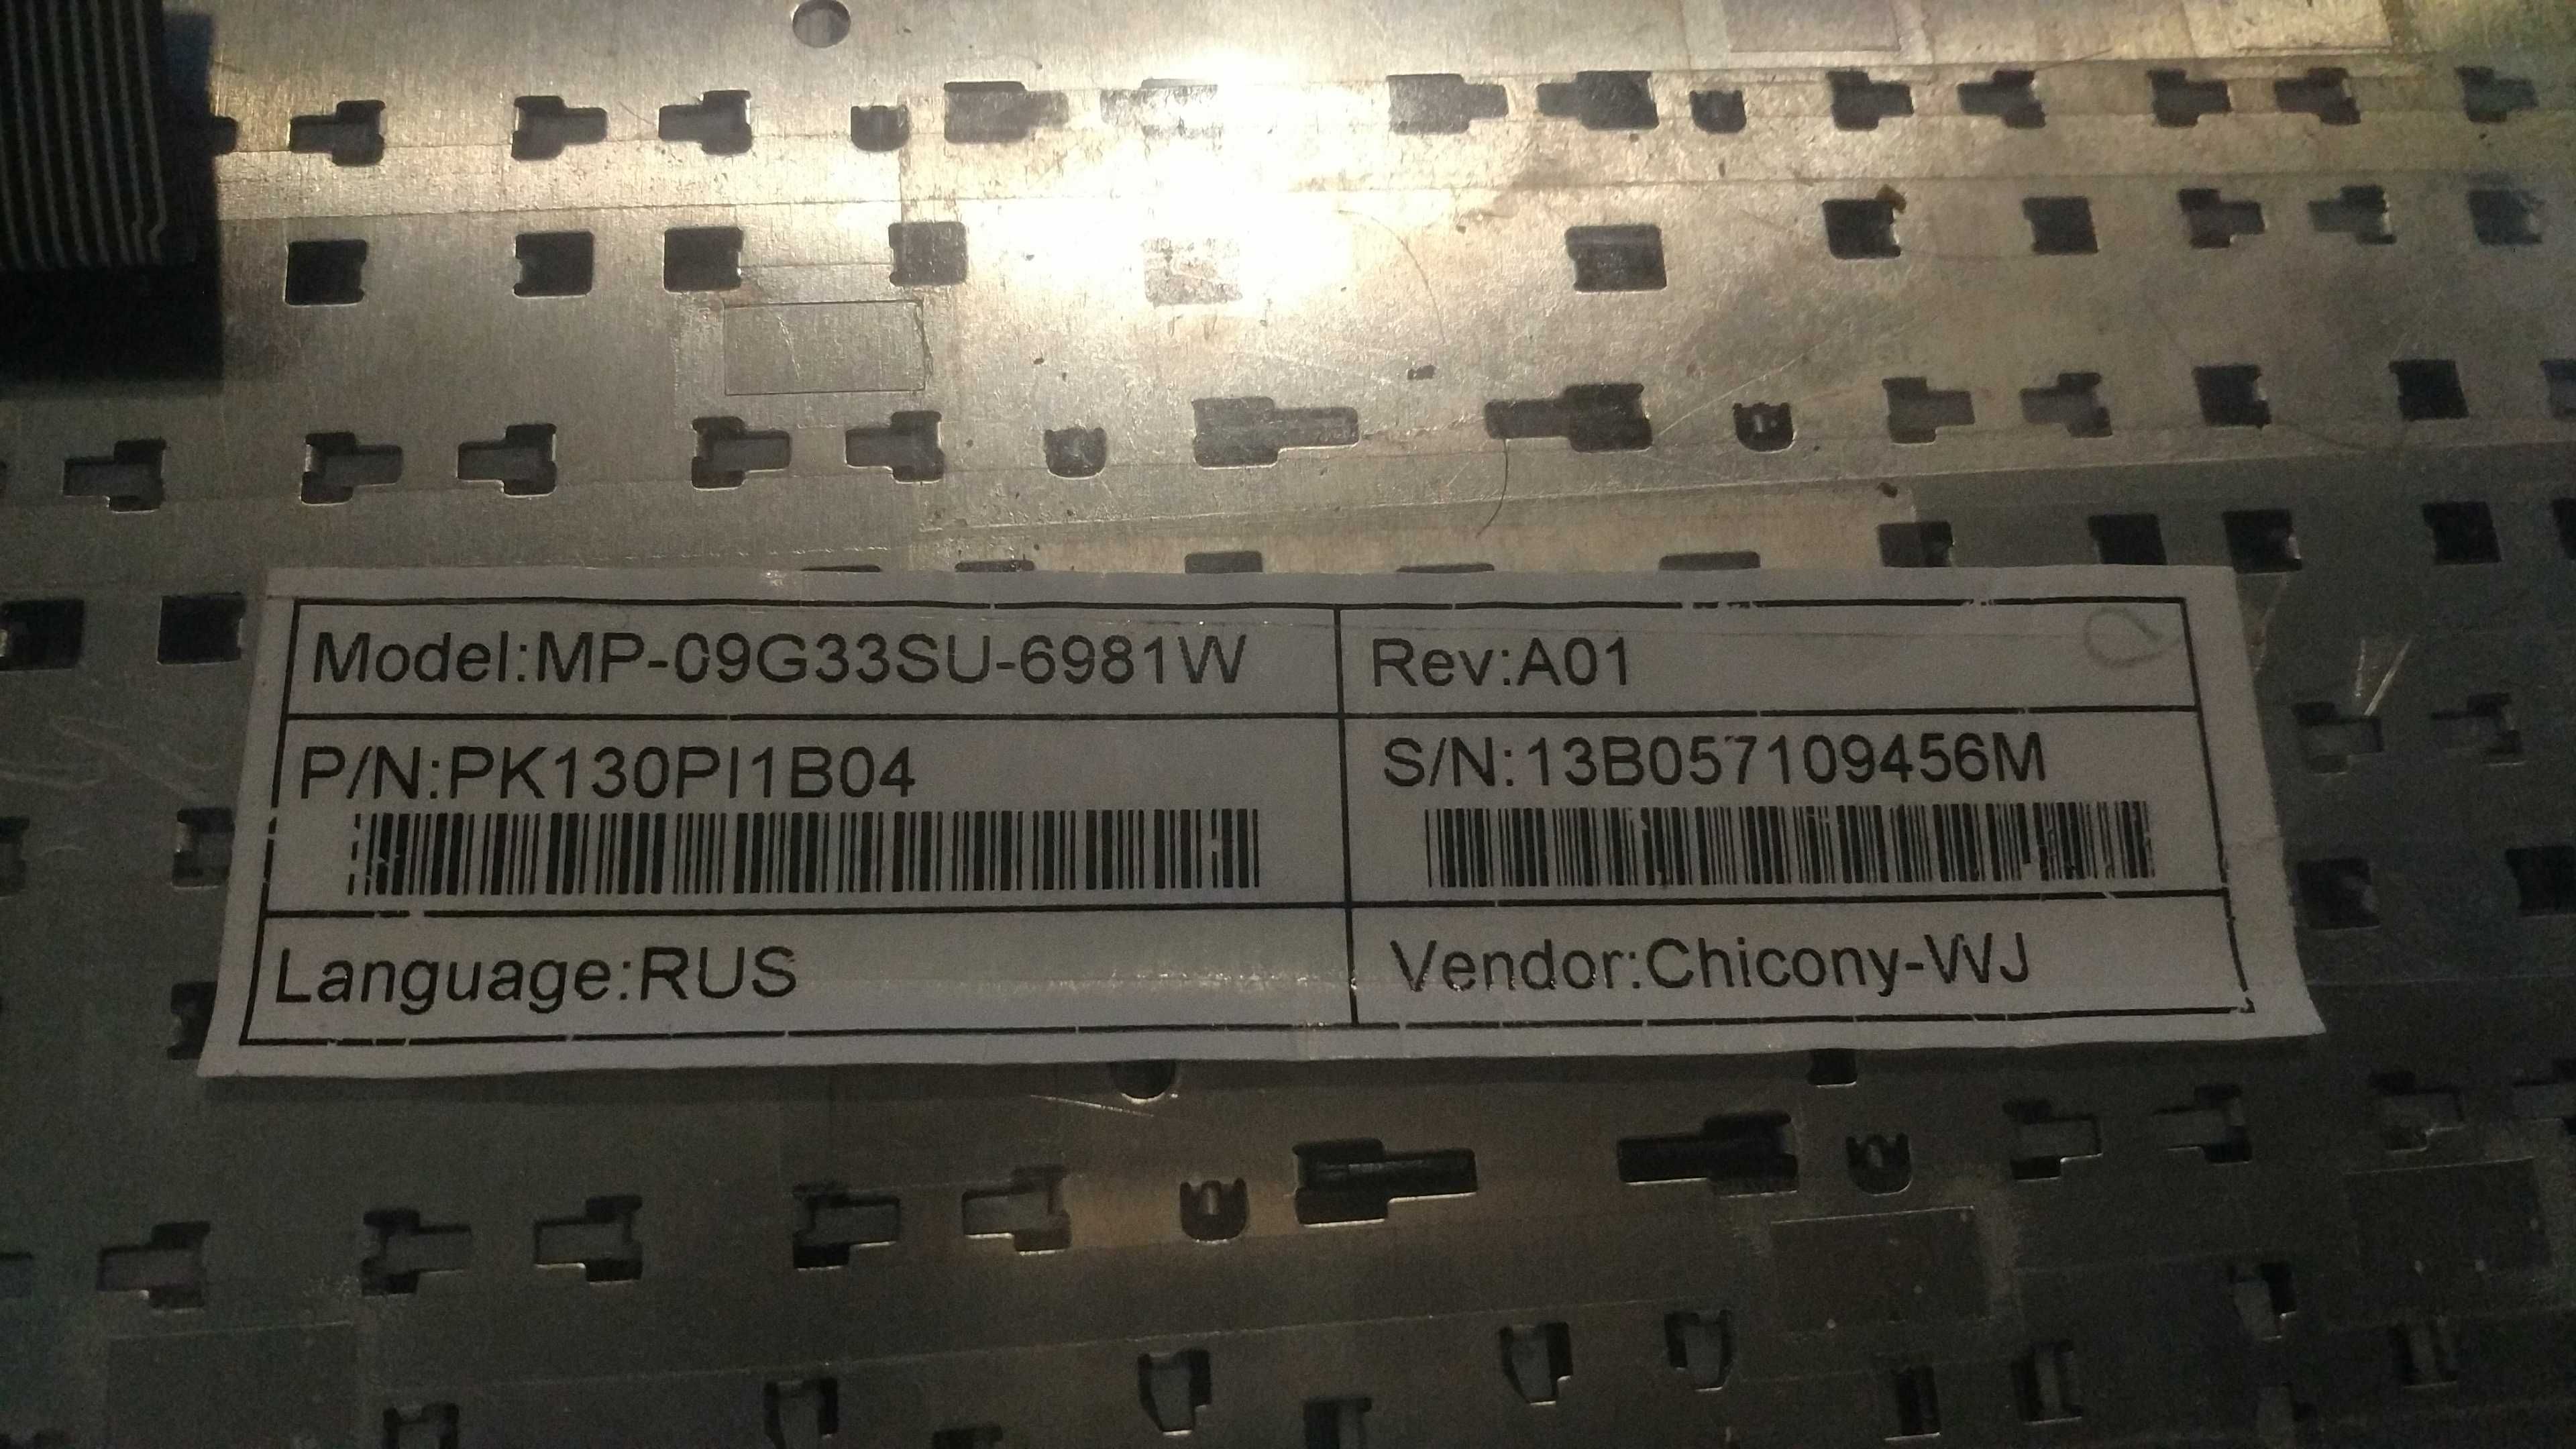 Model:MP-09G33SU-6981W
Rev:A01
P/N:PK130PI1B04
S/N:13B057109456M
Language:RUS
Vendor:Chicony-WJ